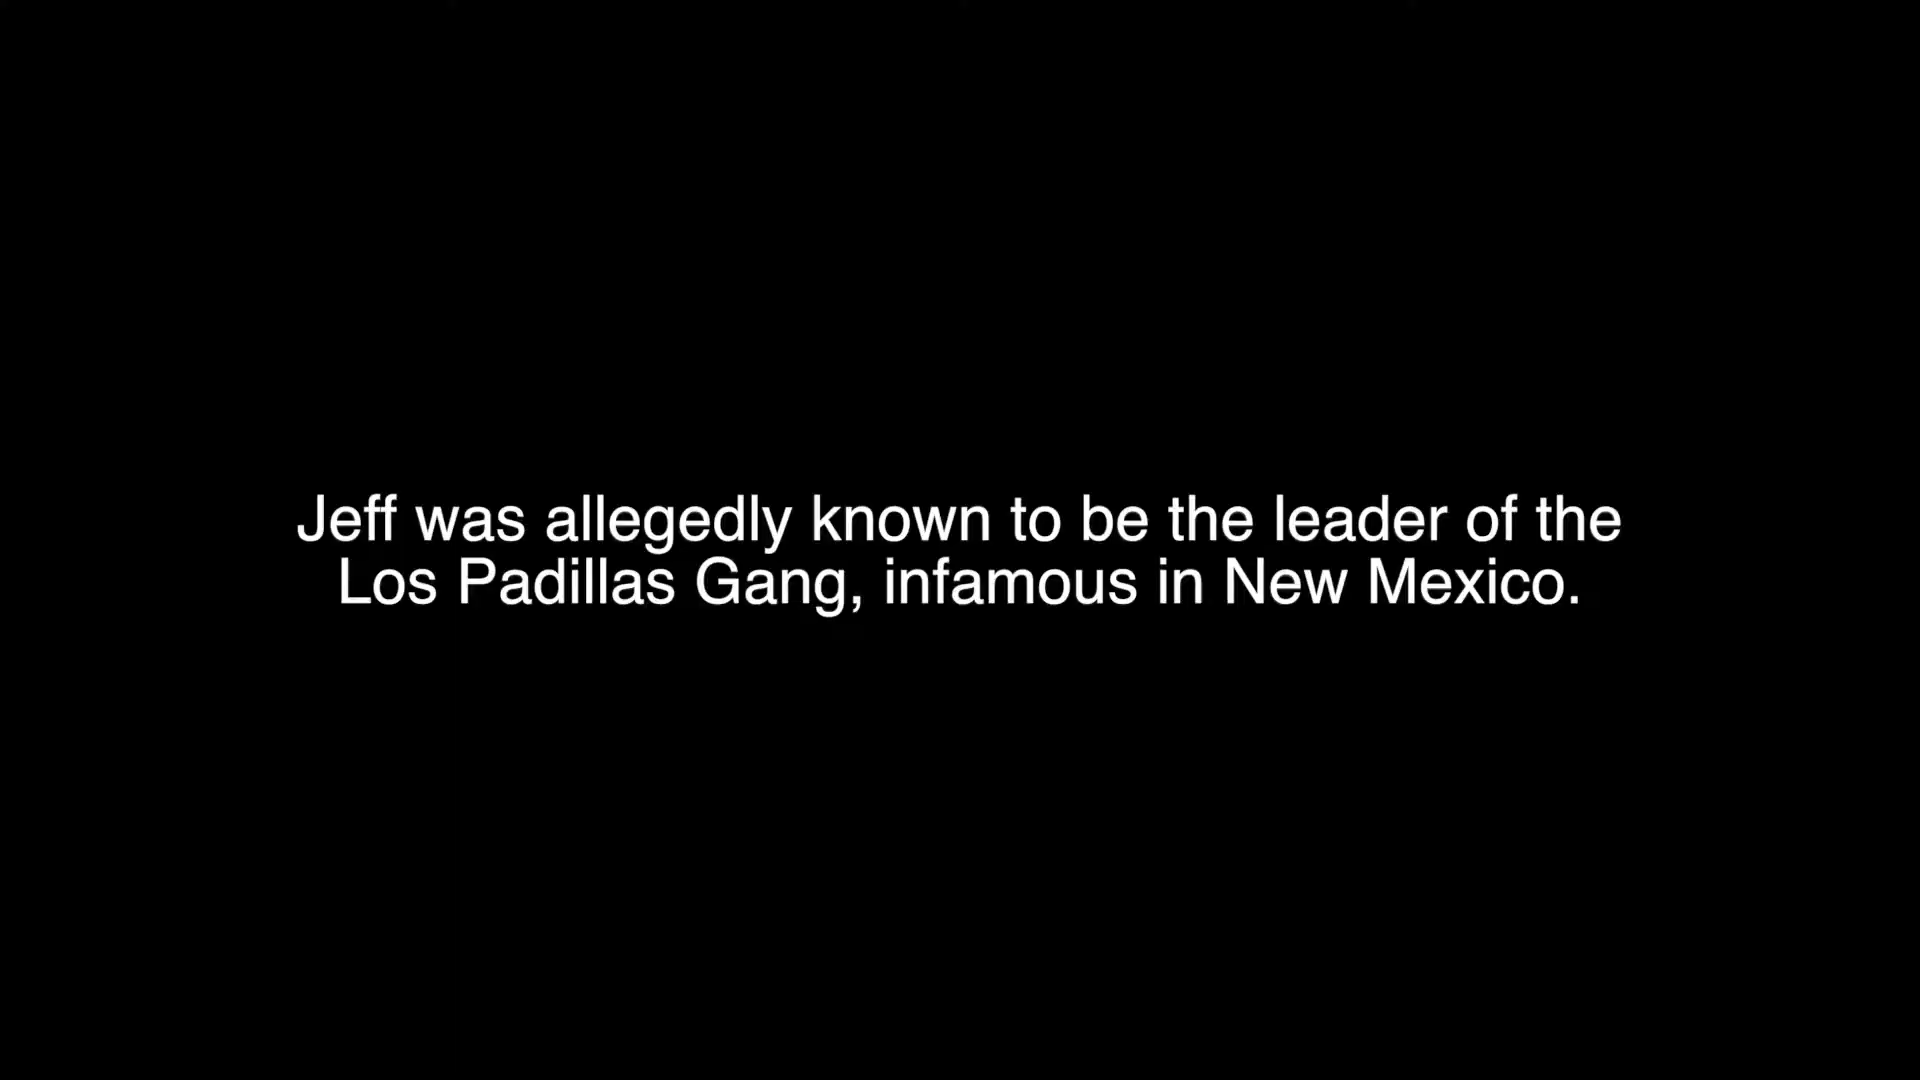 Jeff was allegedly known to be the leader of the
Los Padillas Gang, infamous in New Mexico.